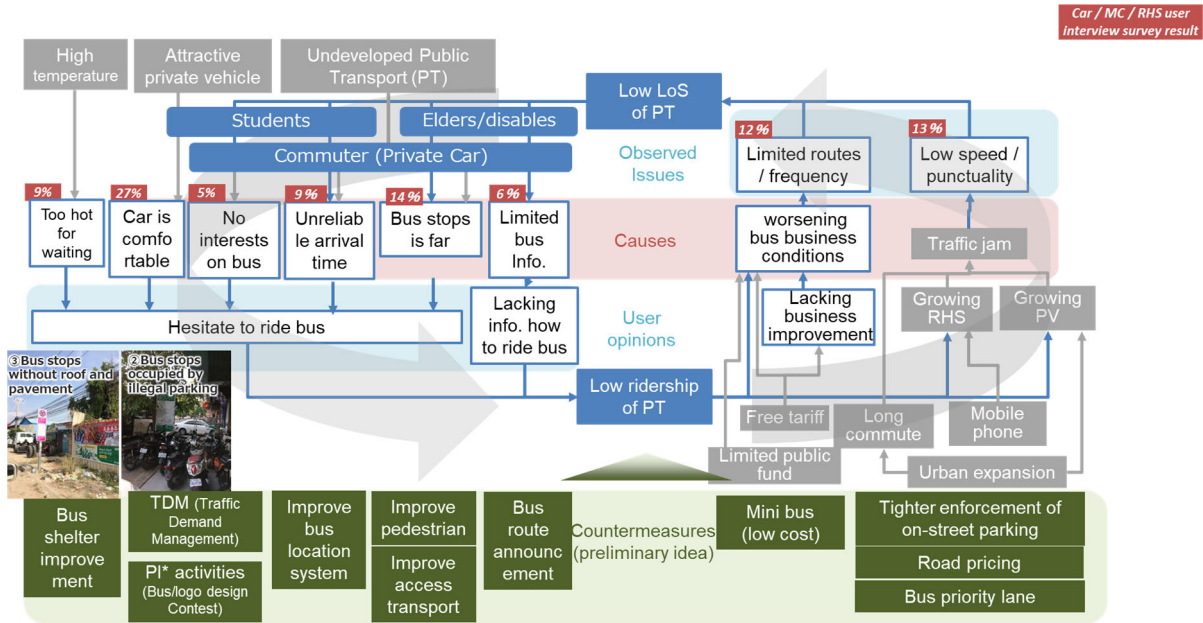 Car / MC / RHS user
interview survey result
High
temperature
Attractive
private vehicle
Undeveloped Public
Transport (PT)
Low LoS
of PT
Students
Elders/disables
Commuter (Private Car)
Observed
Issues
12 %
Limited routes
/ frequency
13 %
Low speed /
punctuality
9%
Too hot
for
waiting
27%
Car is
comfo
rtable
5%
No
interests
on bus
9 %
Unreliab
le arrival
time
14 %
Bus stops
is far
6 %
Limited
bus
Info.
Causes
worsening
bus business
conditions
Traffic jam
Hesitate to ride bus
Lacking
info. how
to ride bus
User
opinions
Lacking
business
improvement
Growing
RHS
Growing
PV
③Bus stops
without roof and
pavement
②Bus stops
occupied by
illegal parking
Low ridership
of PT
Free tariff
Long
commute
Mobile
phone
Limited public
fund
Urban expansion
Bus
shelter
improve
ment
TDM (Traffic
Demand
Management)
PI* activities
(Bus/logo design
Contest)
Improve
bus
location
system
Improve
pedestrian
Improve
access
transport
Bus
route
announc
ement
Countermeasures
(preliminary idea)
Mini bus
(low cost)
Tighter enforcement of
on-street parking
Road pricing
Bus priority lane